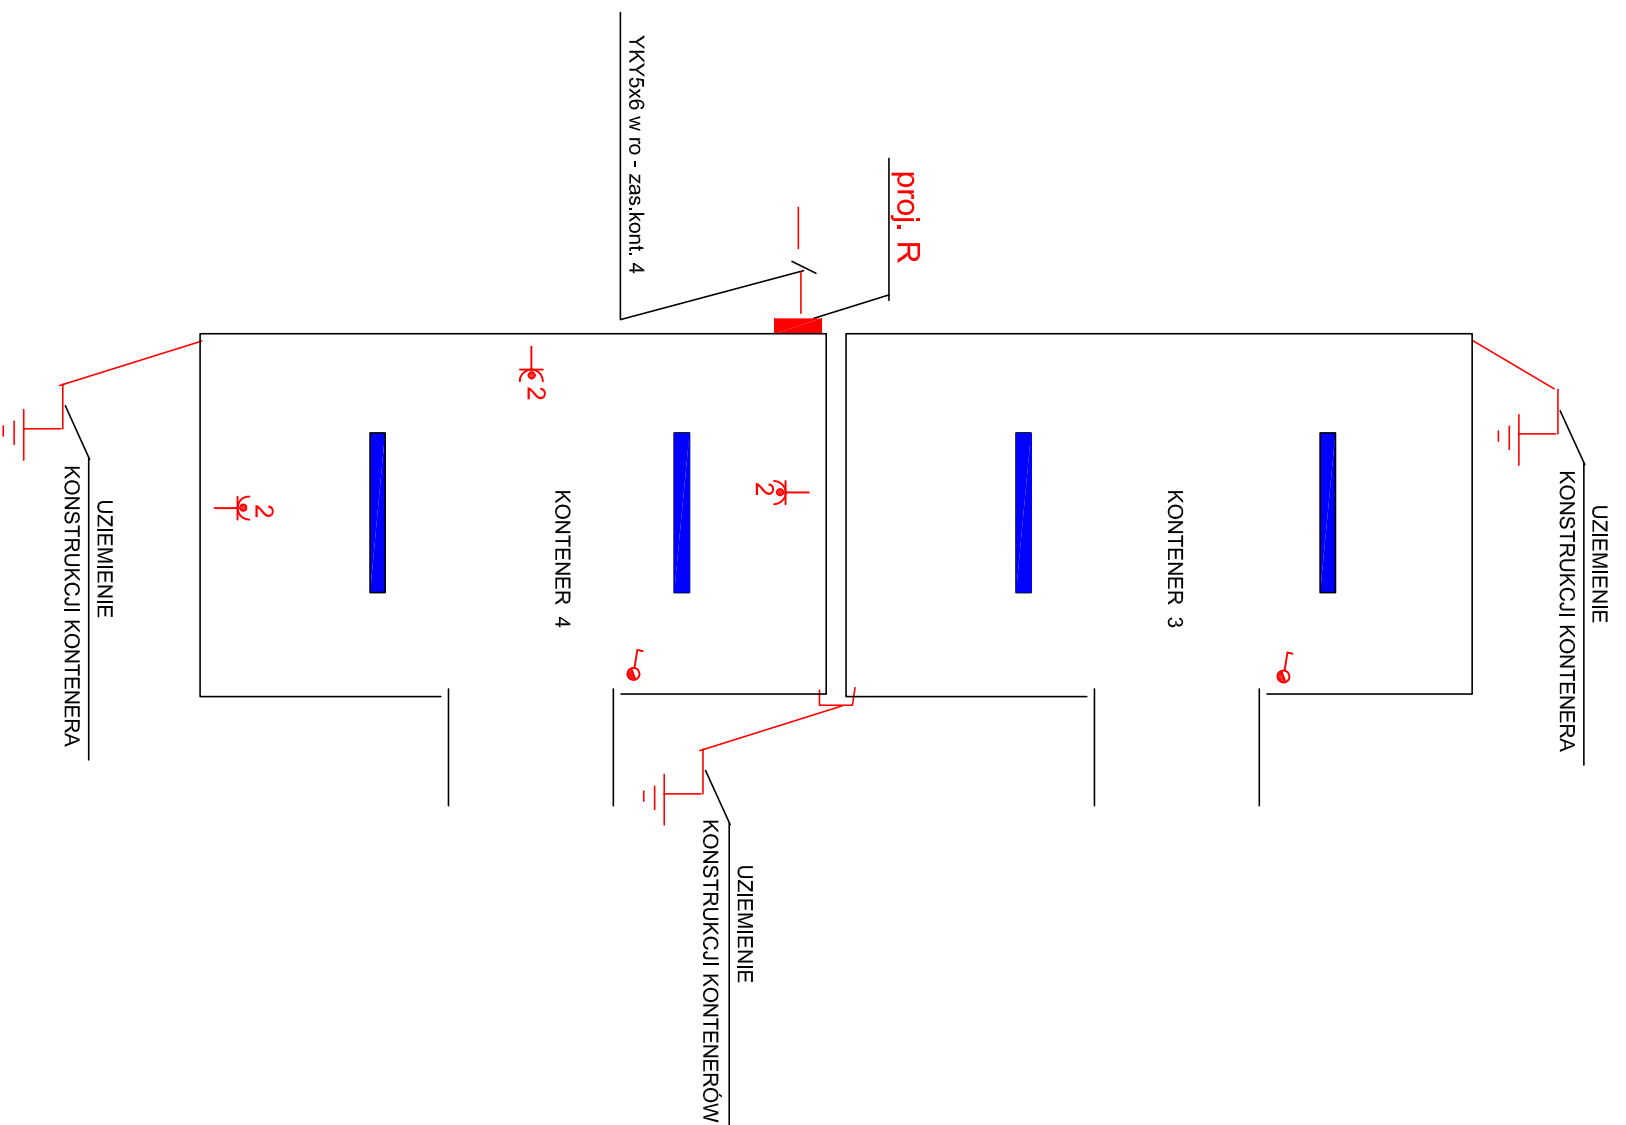 YKY5x6 w ro - zas.kont. 4
proj. R
2
2
2
KONTENER 4
KONTENER 3
UZIEMIENIE
KONSTRUKCJI KONTENERA
UZIEMIENIE
KONSTRUKCJI KONTENERA
UZIEMIENIE
KONSTRUKCJI KONTENERÓW